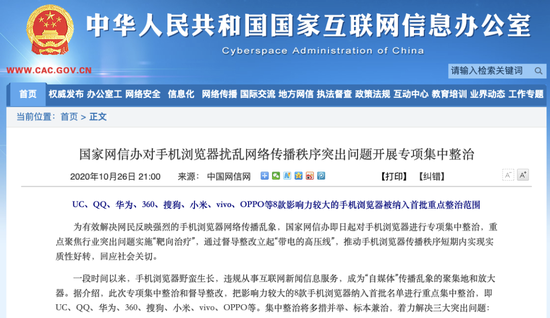 中华人民共和国国家互联网信息办公室
Cyberspace Administration of China
WWW.CAC.GOV.CN
请输入检索关键词
首页 权威发布 办公室工 网络安全 信息化 网络传播 国际交流 地方网信 执法督查 政策法规 互动中心 教育培训 业界动态 工作专题
当前位置: 首页 > 正文
国家网信办对手机浏览器扰乱网络传播秩序突出问题开展专项集中整治
2020年10月26日 21:00 来源: 中国网信网 【打印】【纠错】
UC、QQ、华为、360、搜狗、小米、vivo、OPPO等8款影响力较大的手机浏览器被纳入首批重点整治范围
为有效解决网民反映强烈的手机浏览器网络传播乱象，国家网信办即日起对手机浏览器进行专项集中整治，重
点聚焦行业突出问题实施“靶向治疗”，通过督导整改立起“带电的高压线”，推动手机浏览器传播秩序短期内实现实
质性好转，回应社会关切。
一段时间以来，手机浏览器野蛮生长，违规从事互联网新闻信息服务，成为“自媒体”传播乱象的聚集地和放大
器。据介绍，此次专项集中整治和督导整改，把影响力较大的8款手机浏览器纳入首批名单进行重点集中整治，即
UC、QQ、华为、360、搜狗、小米、vivo、OPPO等。集中整治将多措并举、标本兼治，着力解决三大突出问题：